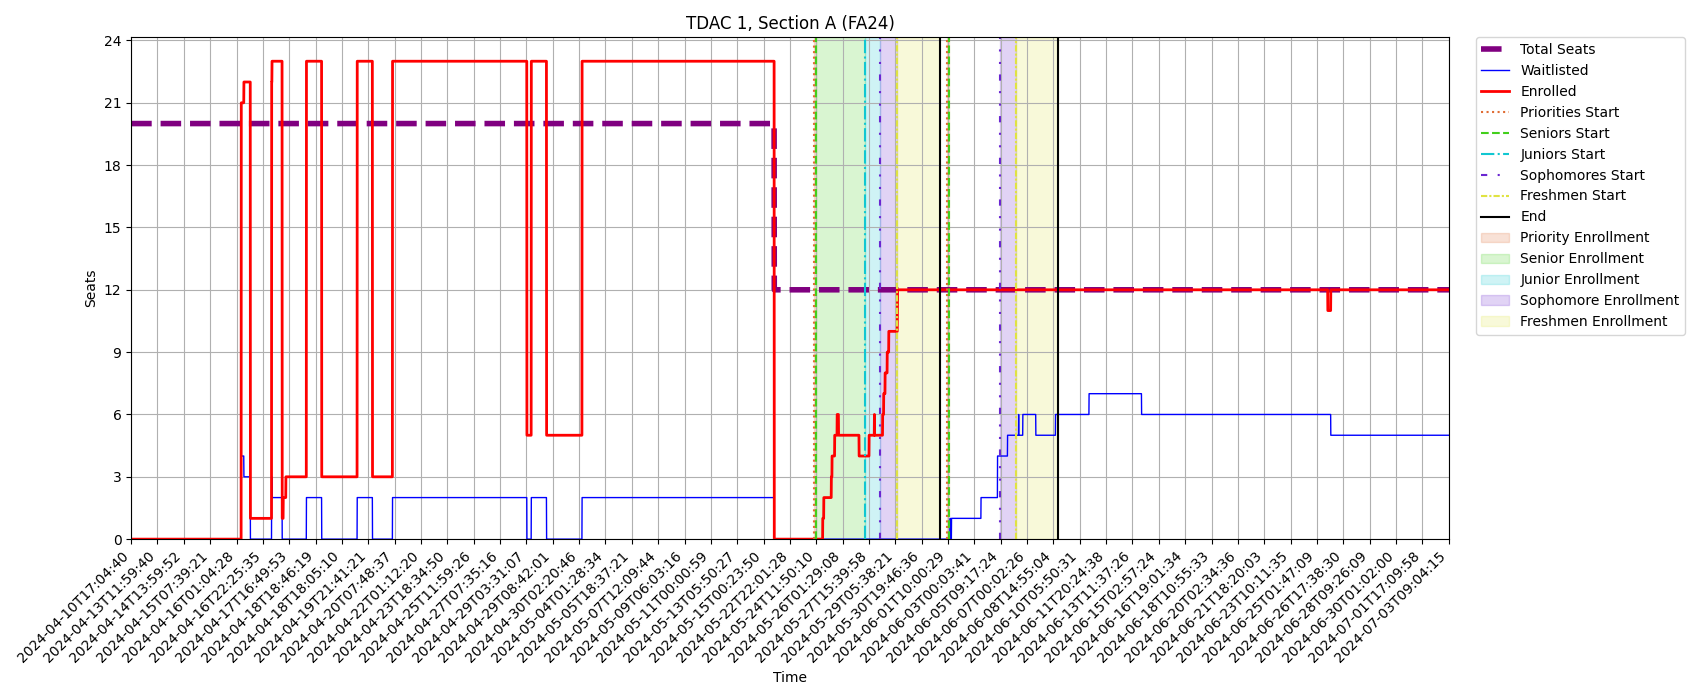 TDAC 1, Section A (FA24)
24
21
18
15
12
9
6
3
0
Seats
2024-04-10T17:04:40
2024-04-13T11:59:40
2024-04-14T13:59:52
2024-04-15T07:39:21
2024-04-16T01:04:28
2024-04-16T22:25:35
2024-04-17T16:49:53
2024-04-18T18:46:19
2024-04-18T18:05:10
2024-04-19T21:41:21
2024-04-20T07:48:37
2024-04-22T01:12:20
2024-04-23T18:34:50
2024-04-25T11:59:26
2024-04-27T07:35:16
2024-04-29T03:31:07
2024-04-29T08:42:01
2024-04-30T02:20:46
2024-05-04T01:28:34
2024-05-05T18:37:21
2024-05-07T12:09:44
2024-05-09T06:03:16
2024-05-11T00:00:59
2024-05-13T05:50:27
2024-05-15T00:23:50
2024-05-22T22:01:28
2024-05-24T11:50:10
2024-05-26T01:29:08
2024-05-27T15:39:58
2024-05-29T05:38:21
2024-05-30T19:46:36
2024-06-01T10:00:29
2024-06-03T00:03:41
2024-06-05T09:17:24
2024-06-07T00:02:26
2024-06-08T14:55:04
2024-06-10T05:50:31
2024-06-11T20:24:38
2024-06-13T11:37:26
2024-06-15T02:57:24
2024-06-16T19:01:34
2024-06-18T10:55:33
2024-06-20T02:34:36
2024-06-21T18:20:03
2024-06-23T10:11:35
2024-06-25T01:47:09
2024-06-26T17:38:30
2024-06-28T09:26:09
2024-06-30T01:02:00
2024-07-01T17:09:58
2024-07-03T09:04:15
Time
Total Seats
Waitlisted
Enrolled
Priorities Start
Seniors Start
Juniors Start
Sophomores Start
Freshmen Start
End
Priority Enrollment
Senior Enrollment
Junior Enrollment
Sophomore Enrollment
Freshmen Enrollment